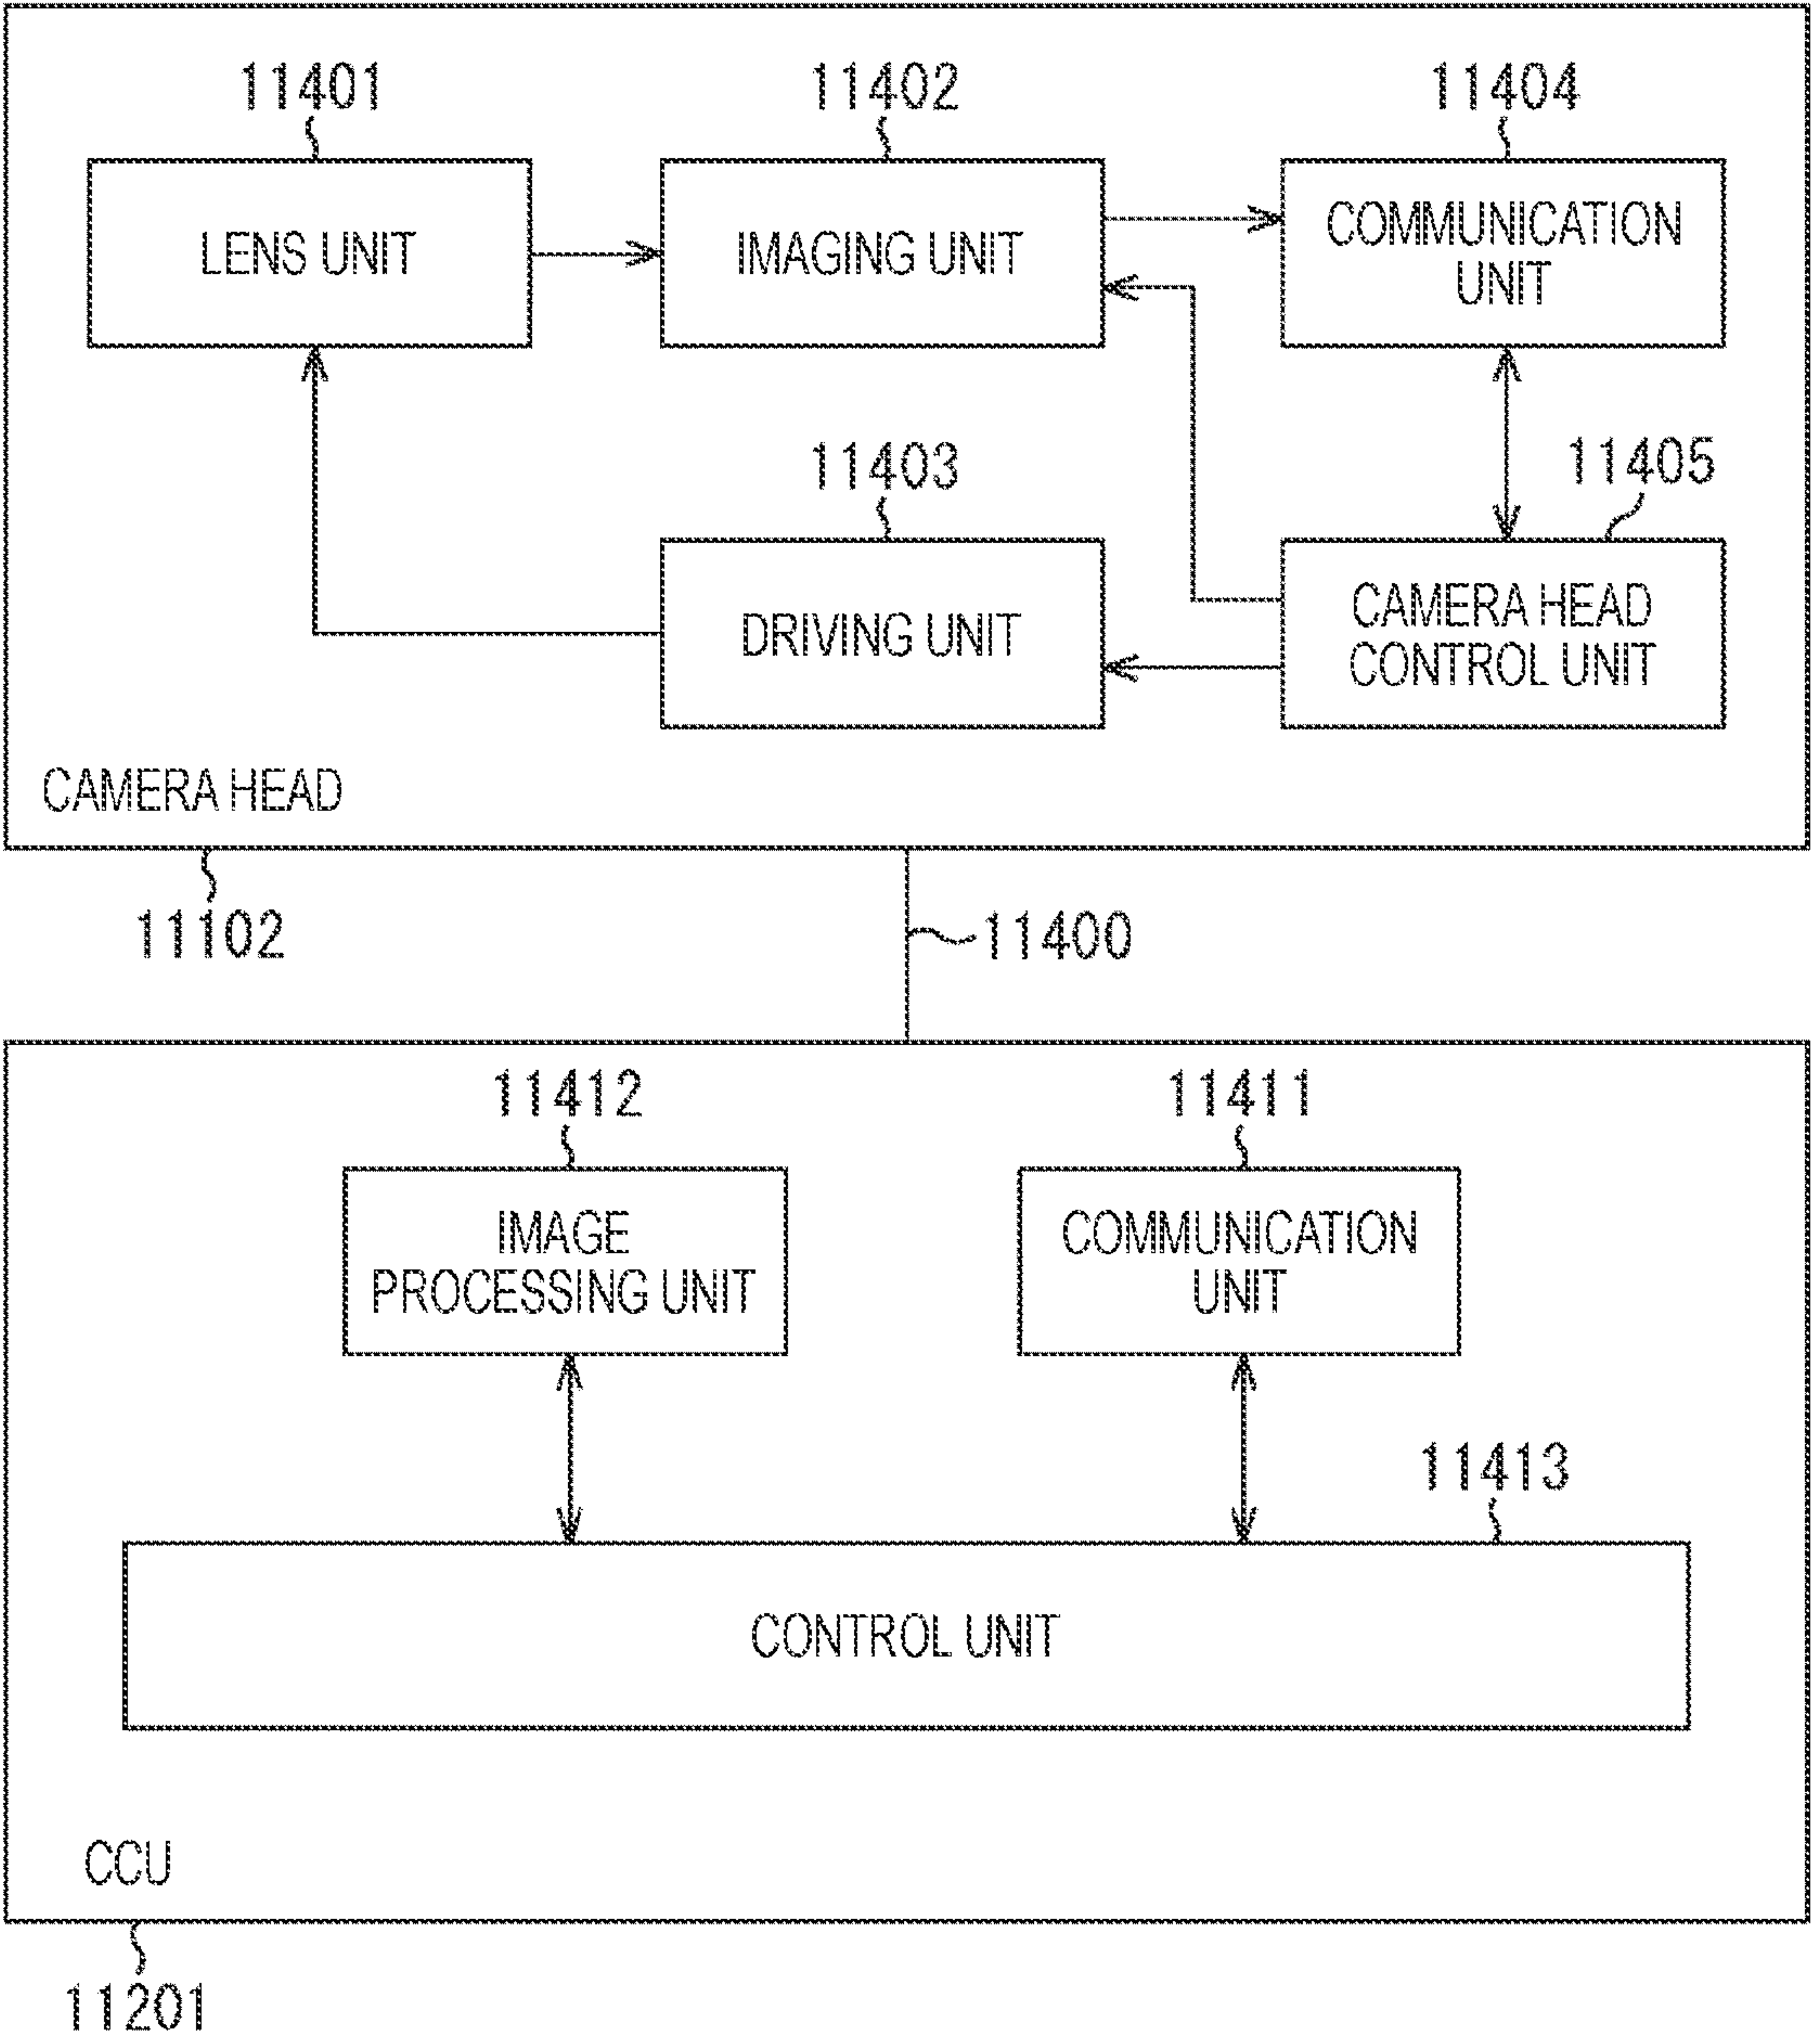 11401
11402
11404
LENS UNIT
IMAGING UNIT
COMMUNICATION
UNIT
11403
11405
DRIVING UNIT
CAMERA HEAD
CONTROL UNIT
CAMERA HEAD
11102
11400
11412
11411
IMAGE
PROCESSING UNIT
COMMUNICATION
UNIT
11413
CONTROL UNIT
CCU
11201